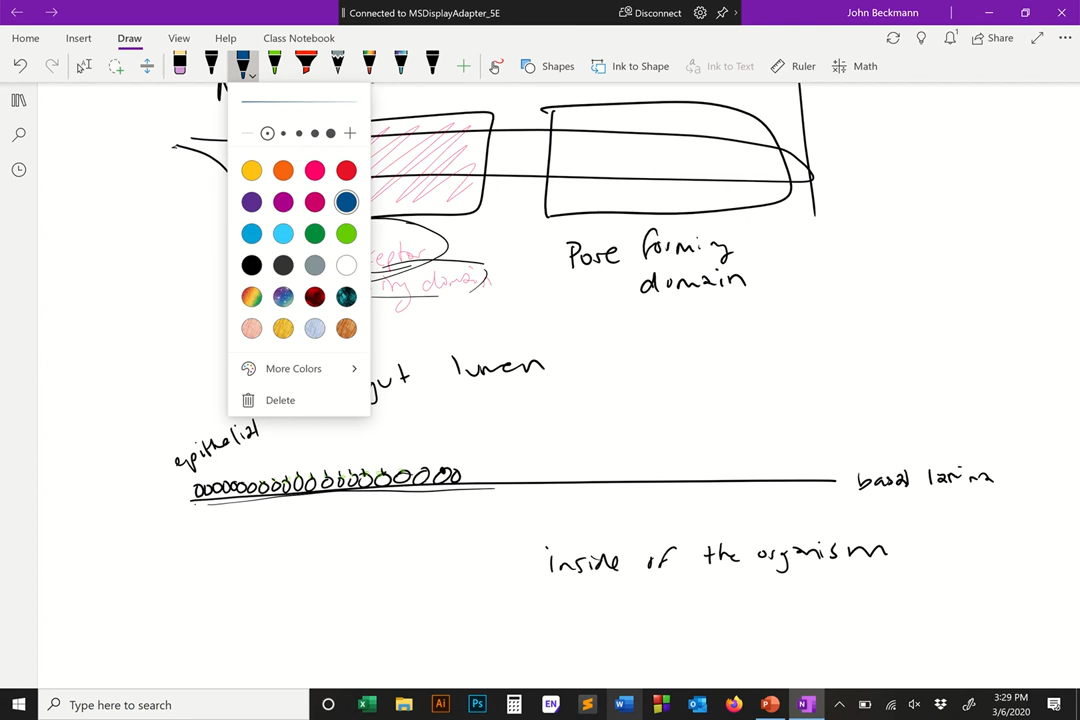 Connected to MSDisplayAdapter_5E
Disconnect
John Beckmann
Home Insert Draw View Help Class Notebook
Share
Shapes Ink to Shape Ink to Text Ruler Math
Pore forming
domain
domain
More Colors
Delete
gut lumen
epithelial
basal lamina
inside of the organism
Type here to search
EN
3:29 PM
3/6/2020